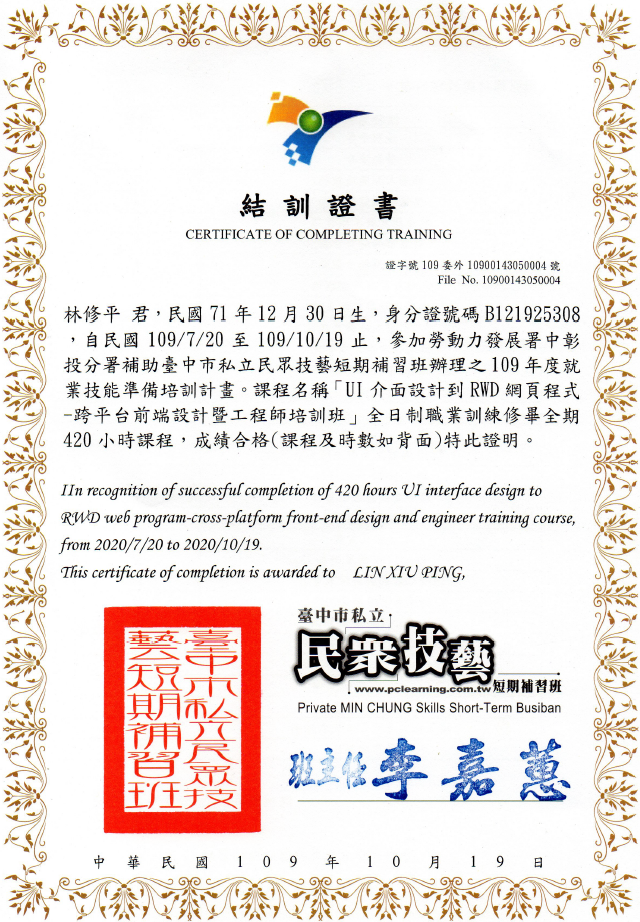 結訓證書
CERTIFICATE OF COMPLETING TRAINING
證字號 109 委外 10900143050004 號
File No. 10900143050004
林修平 君，民國 71 年 12 月 30 日生，身分證號碼 B121925308
，自民國 109/7/20 至 109/10/19 止，參加勞動力發展署中彰
投分署補助臺中市私立民眾技藝短期補習班辦理之 109 年度就
業技能準備培訓計畫。課程名稱「UI 介面設計到 RWD 網頁程式
-跨平台前端設計暨工程師培訓班」全日制職業訓練修畢全期
420 小時課程，成績合格(課程及時數如背面)特此證明。
IIn recognition of successful completion of 420 hours UI interface design to
RWD web program-cross-platform front-end design and engineer training course,
from 2020/7/20 to 2020/10/19.
This certificate of completion is awarded to LIN XIU PING,
臺中市私立
民眾技藝
www.pclearning.com.tw 短期補習班
Private MIN CHUNG Skills Short-Term Busiban
臺中市私立民眾技
藝短期補習班
班主任 李嘉蕙
中華民國 109 年 10 月 19 日